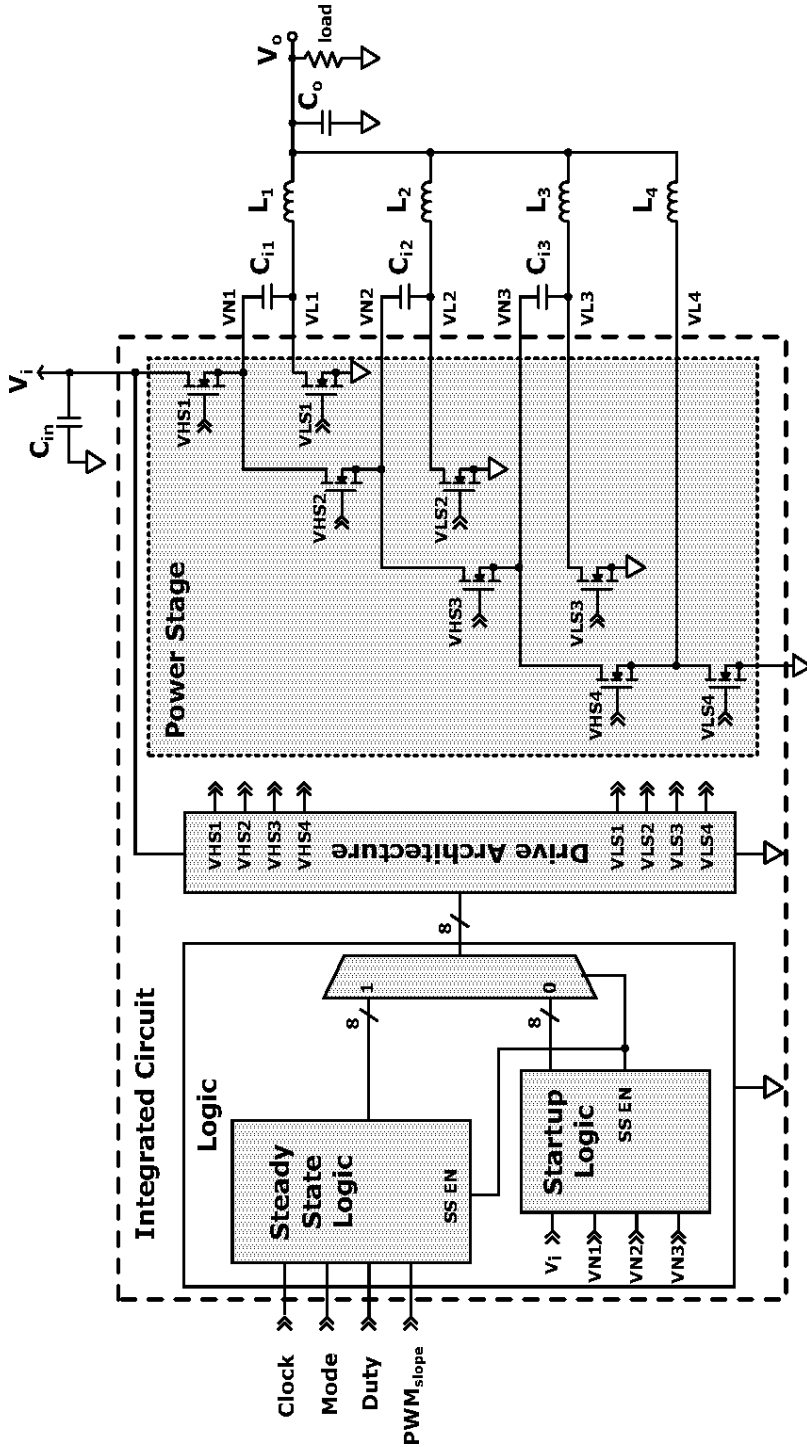 Integrated Circuit
Logic
Steady
State
Logic
SS EN
Clock
Mode
Duty
PWMslope
Startup
Logic
SS EN
Vi
VN1
VN2
VN3
8
8
1
0
8
Drive Architecture
VHS1
VHS2
VHS3
VHS4
VLS1
VLS2
VLS3
VLS4
Power Stage
VHS1
VLS1
VHS2
VLS2
VHS3
VLS3
VHS4
VLS4
Cin
Vi
VN1
VL1
VN2
VL2
VN3
VL3
VL4
Ci1
Ci2
Ci3
L1
L2
L3
L4
Co
Vo
load